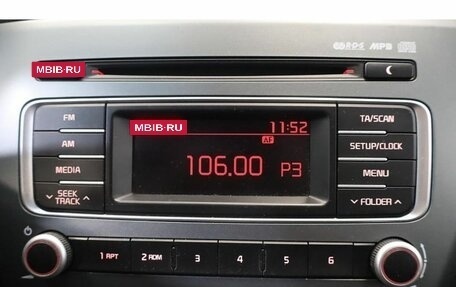 RDS MP3
MBIB-RU
FM
AM
MEDIA
SEEK
TRACK
MBIB-RU
11:52
AF
106.00 P3
TA/SCAN
SETUP/CLOCK
MENU
FOLDER
1 RPT
2 RDM
3
4
5
6